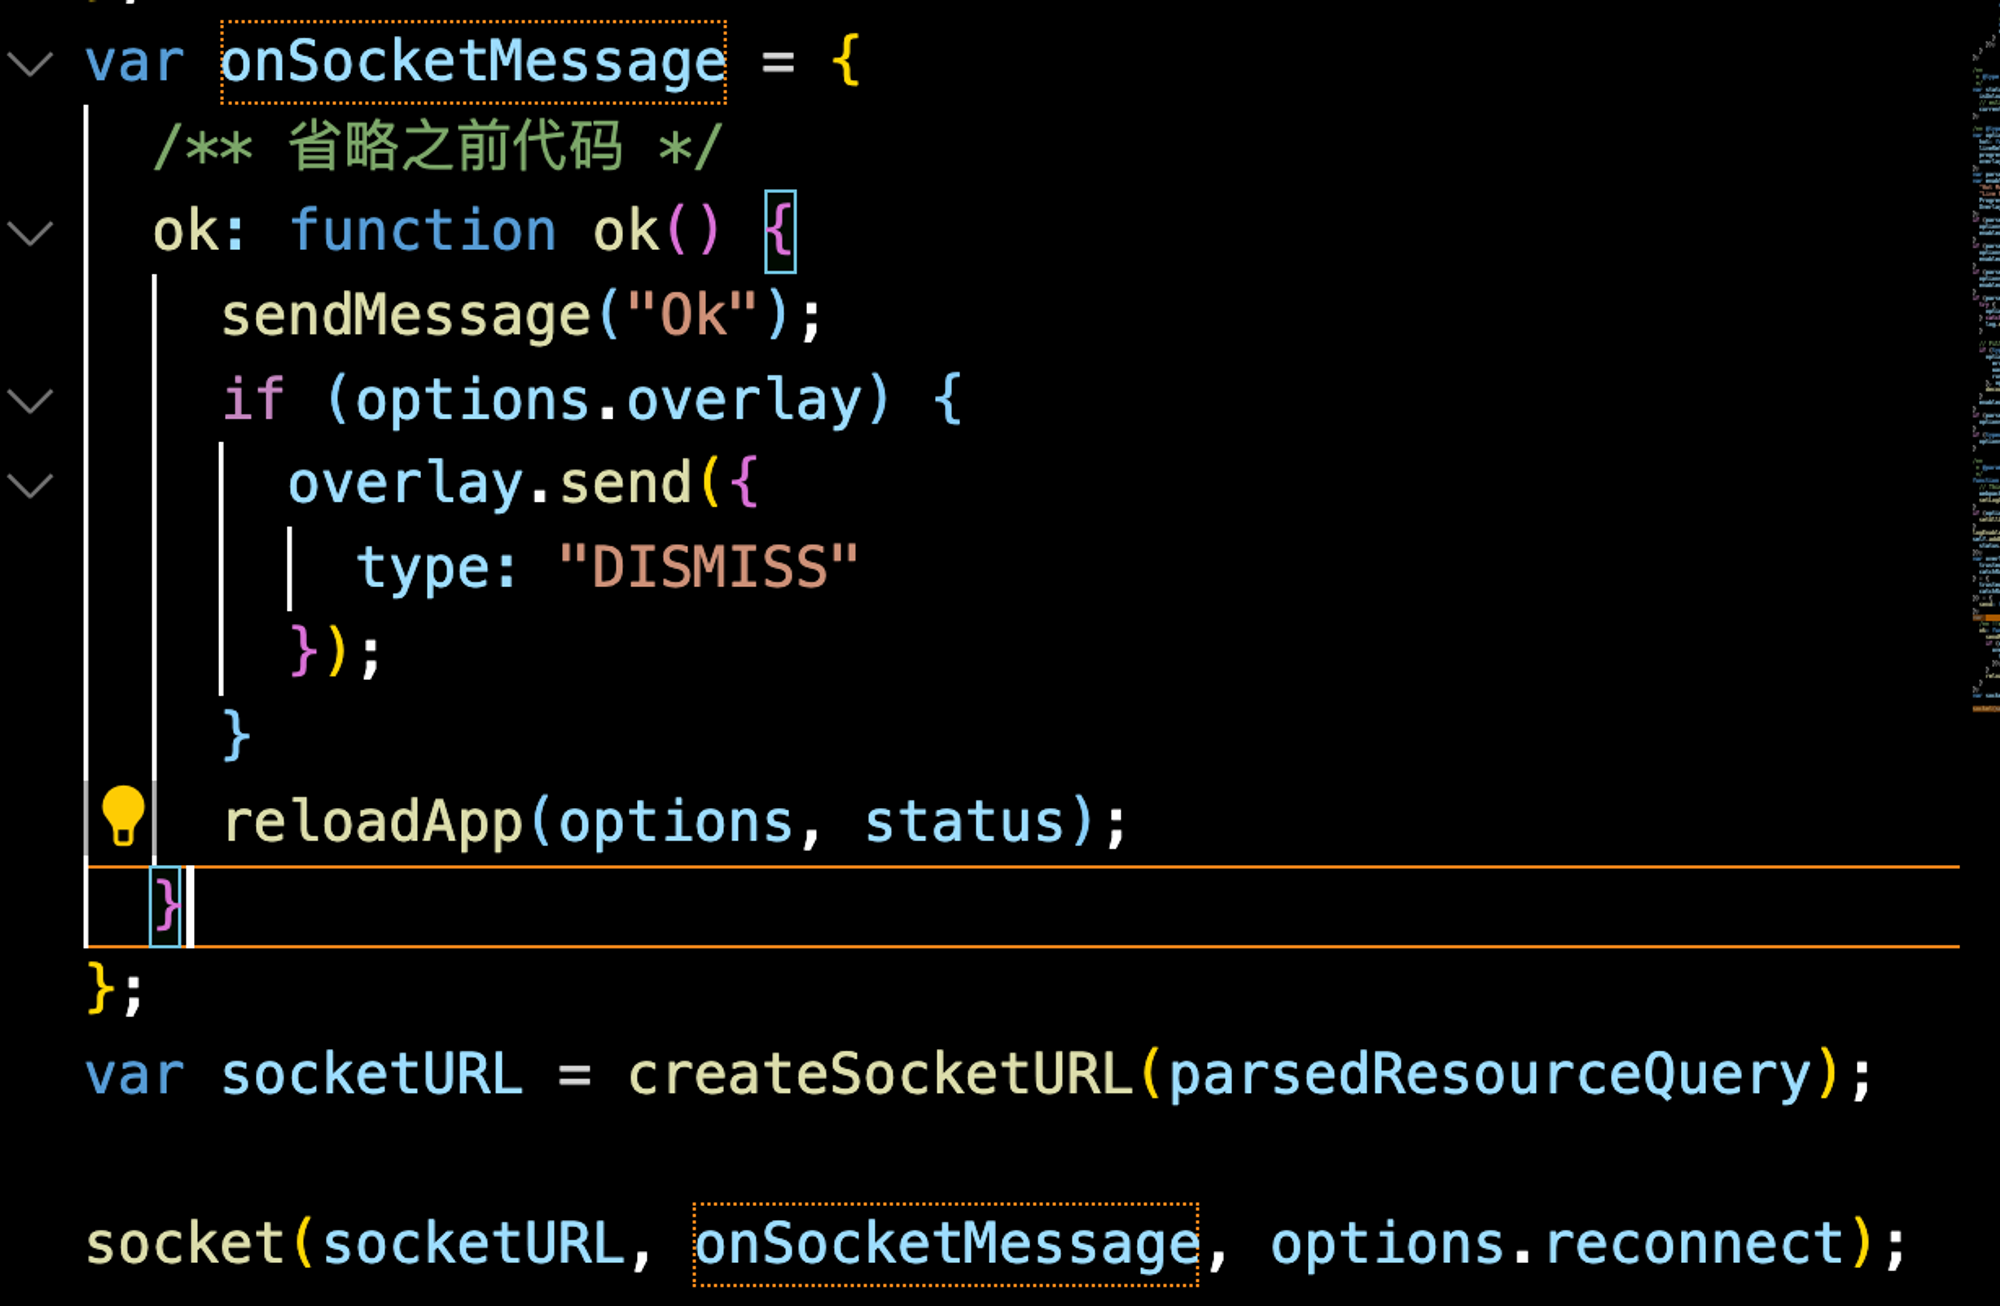 var onSocketMessage = {
/** 省略之前代码 */
ok: function ok() {
sendMessage("Ok");
if (options.overlay) {
overlay.send({
type: "DISMISS"
});
}
reloadApp(options, status);
}
};
var socketURL = createSocketURL(parsedResourceQuery);
socket(socketURL, onSocketMessage, options.reconnect);